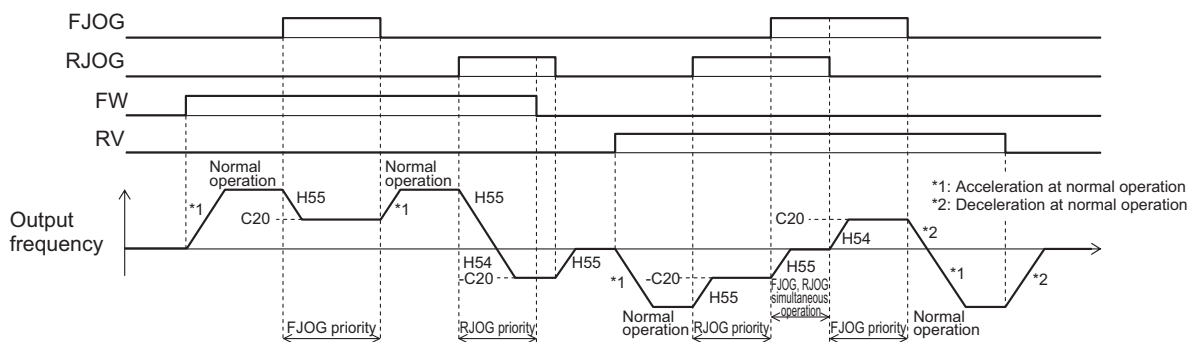 FJOG
RJOG
FW
RV
Normal
operation
H55
*1
C20
Normal
operation
*1
H55
H54
-C20
H55
*1
Normal
operation
-C20
H55
H55
FJOG, RJOG
simultaneous
operation
C20
H54
*2
*1
Normal
operation
*2
*1: Acceleration at normal operation
*2: Deceleration at normal operation
Output
frequency
FJOG priority
RJOG priority
RJOG priority
FJOG priority